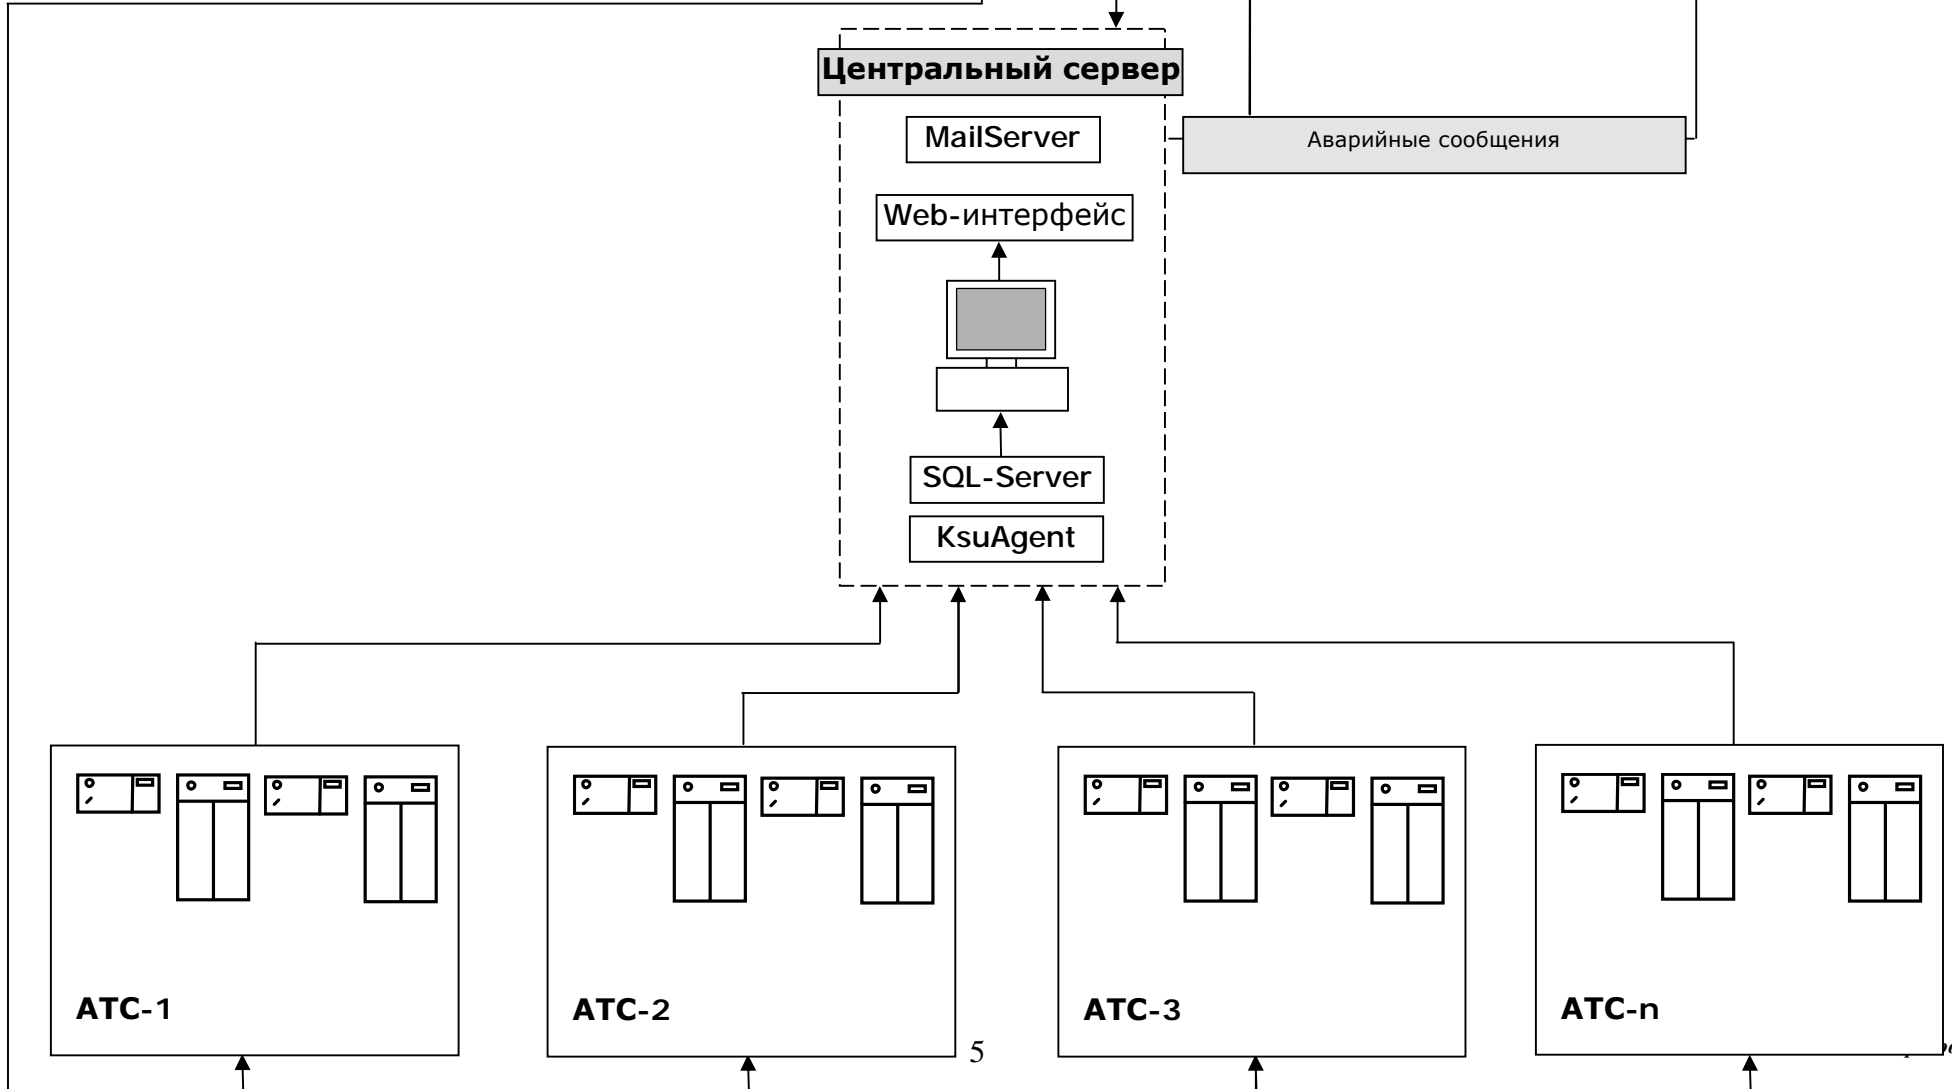 Центральный сервер
MailServer
Аварийные сообщения
Web-интерфейс
SQL-Server
KsuAgent
АТС-1
АТС-2
АТС-3
АТС-n
5